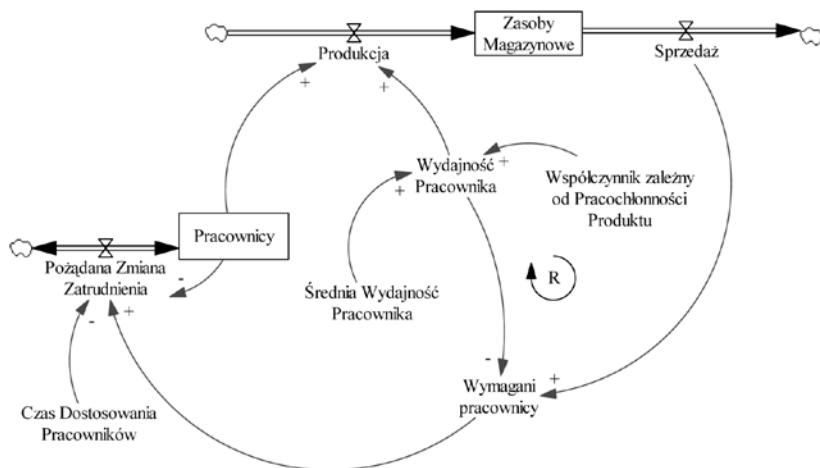 Zasoby
Magazynowe
Produkcja
Sprzedaż
+
+
Wydajność
Pracownika
+
+
Współczynnik zależny
od Pracochłonności
Produktu
Pracownicy
Pożądana Zmiana
Zatrudnienia
-
-
+
Średnia Wydajność
Pracownika
R
-
+
Wymagani
pracownicy
Czas Dostosowania
Pracowników